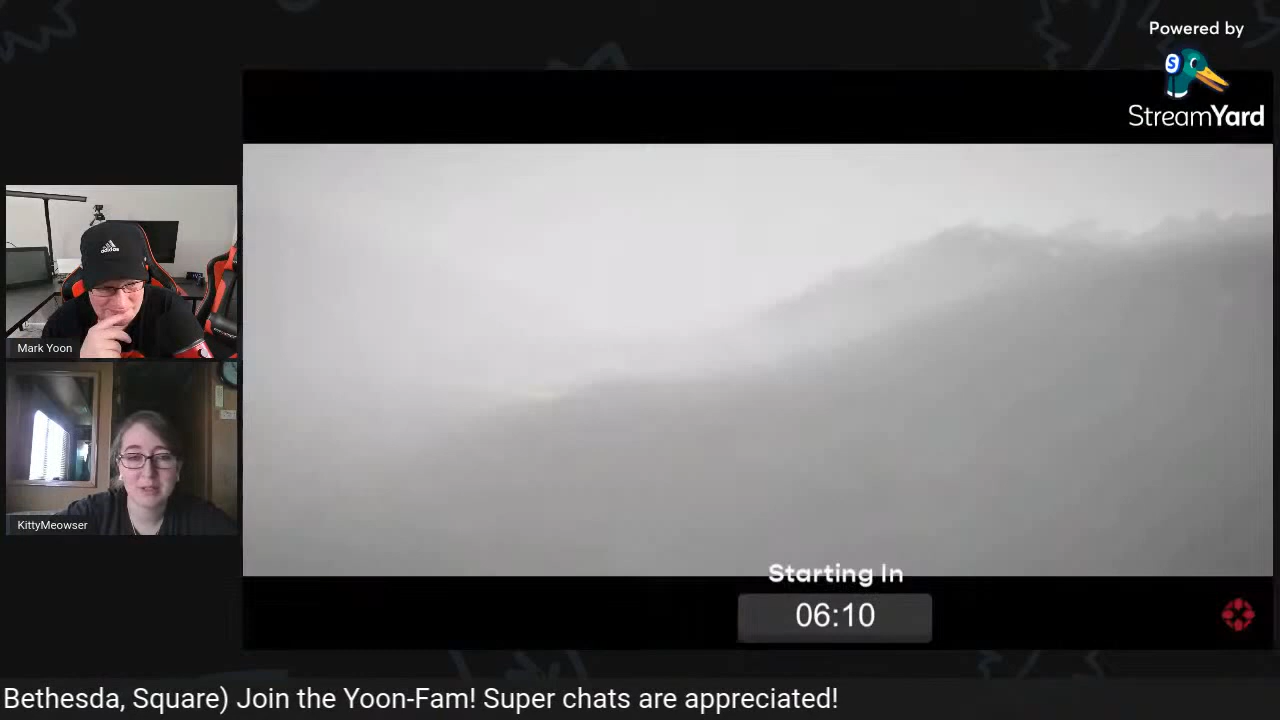 Powered by
S
StreamYard
adidas
Mark Yoon
KittyMeowser
Starting In
06:10
Bethesda, Square) Join the Yoon-Fam! Super chats are appreciated!